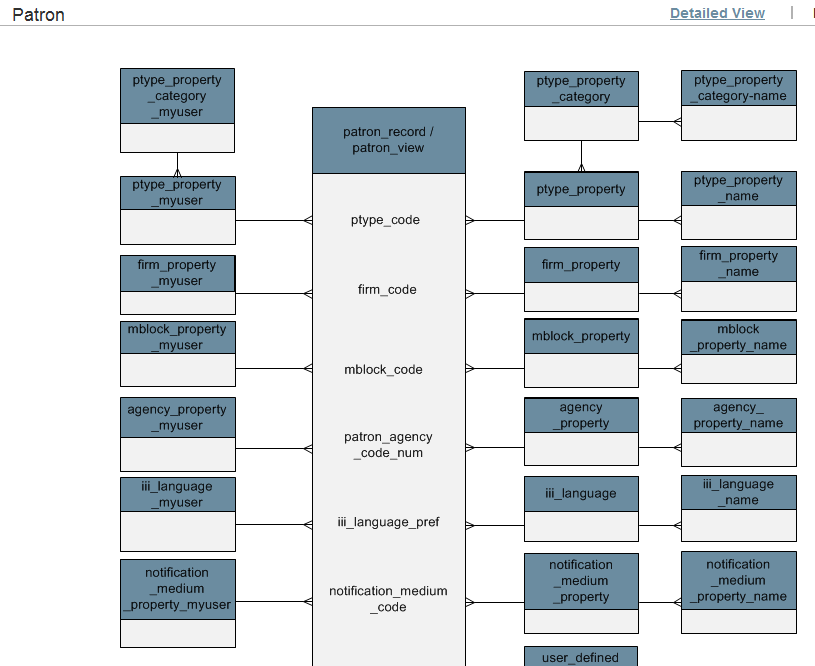 Patron
Detailed View |
ptype_property
_category
_myuser
ptype_property
_myuser
firm_property
_myuser
mblock_property
_myuser
agency_property
_myuser
iii_language
_myuser
notification
_medium
_property_myuser
patron_record /
patron_view
ptype_code
firm_code
mblock_code
patron_agency
_code_num
iii_language_pref
notification_medium
_code
ptype_property
_category
ptype_property
firm_property
mblock_property
agency
_property
iii_language
notification
_medium
_property
user_defined
ptype_property
_category-name
ptype_property
_name
firm_property
_name
mblock
_property_name
agency_
property_name
iii_language
_name
notification
_medium
_property_name